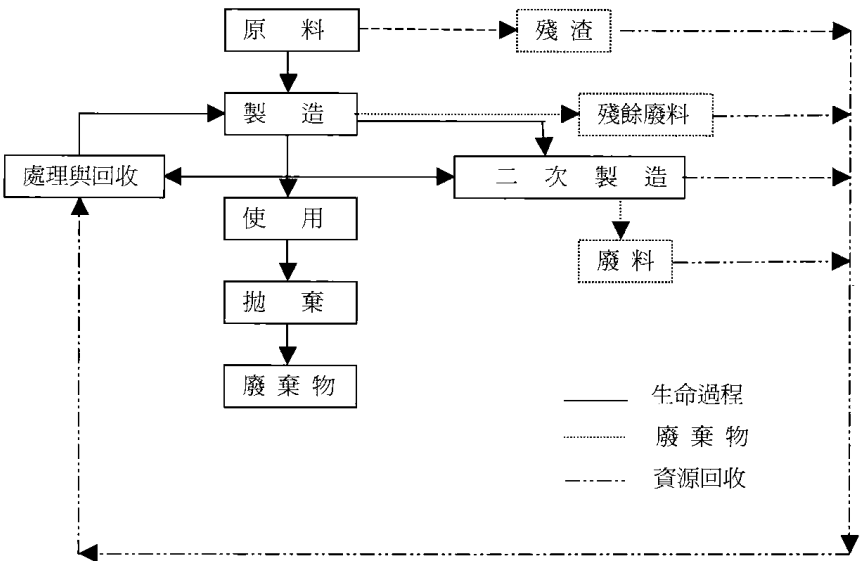 原料
殘渣
製造
殘餘廢料
處理與回收
二次製造
使用
廢料
拋棄
廢棄物
生命過程
廢棄物
資源回收